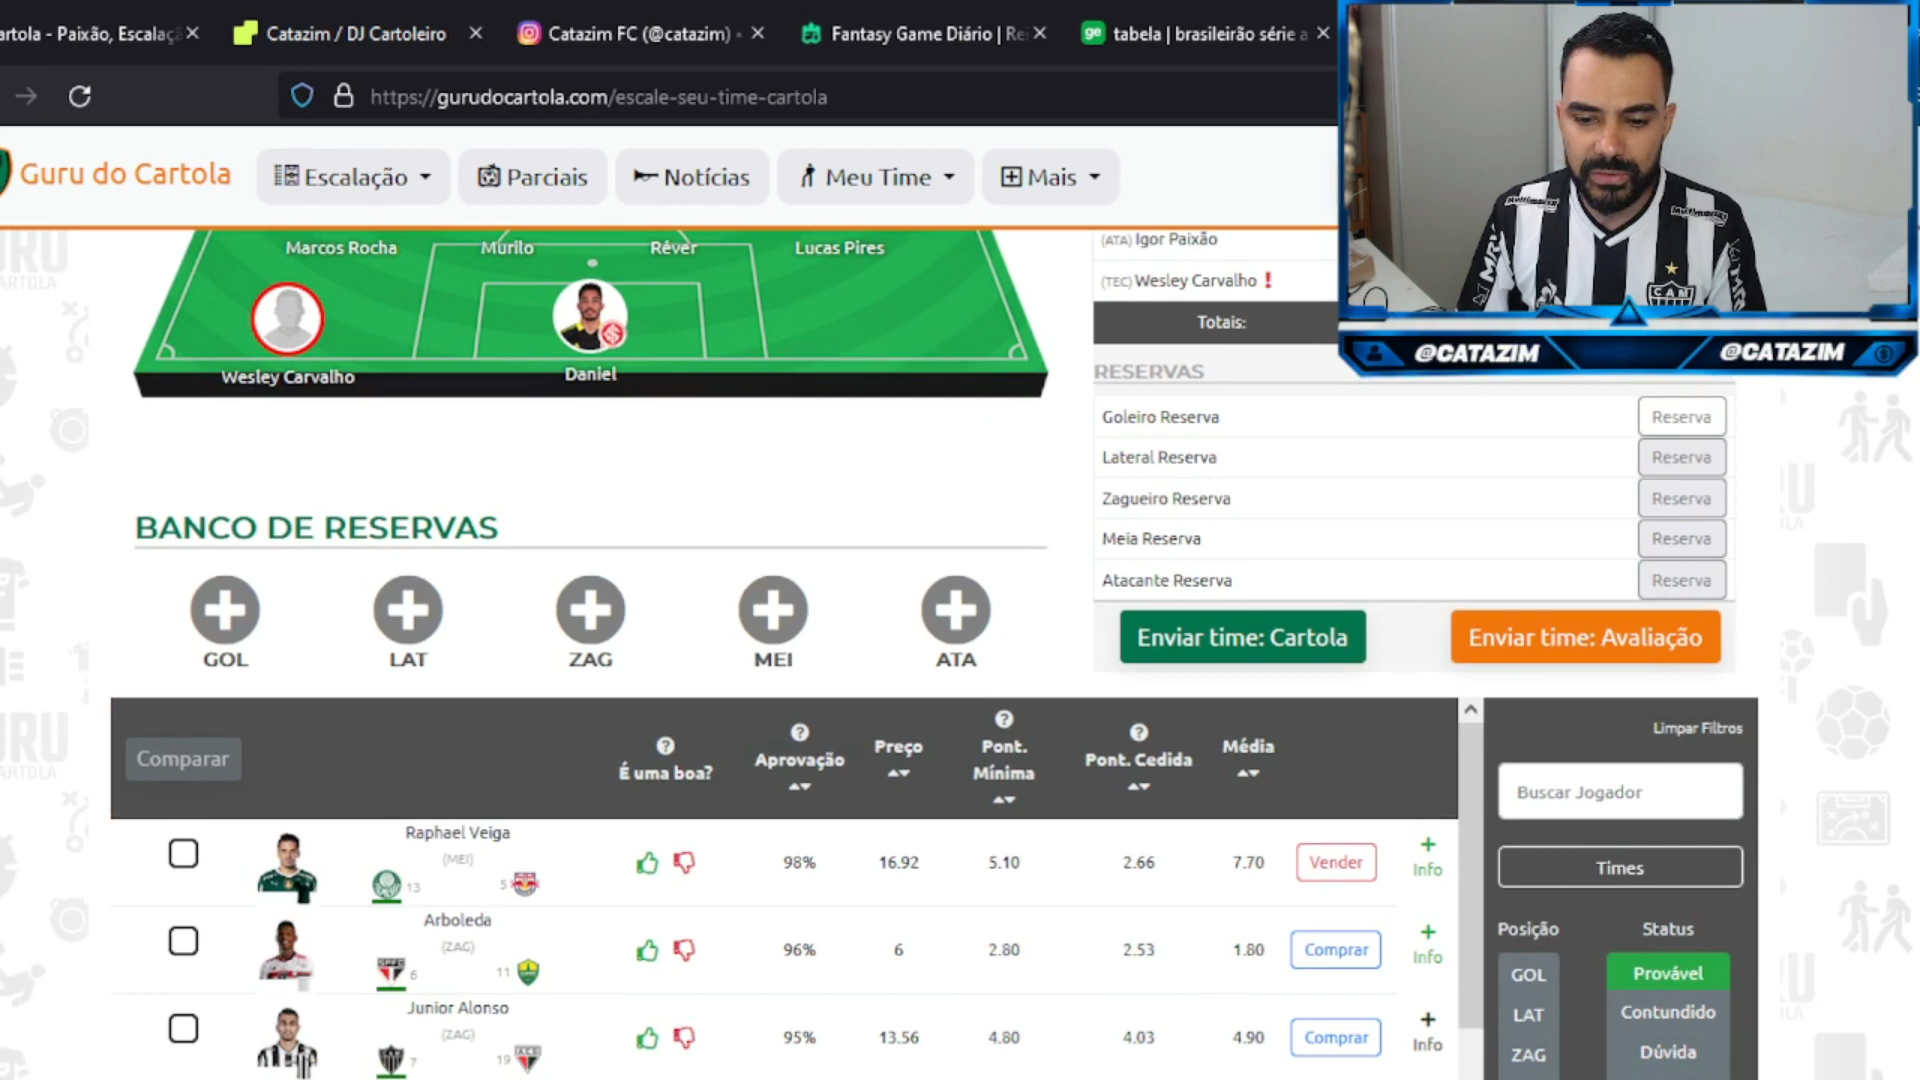 artola - Paixão, Escalaçã
Catazim / DJ Cartoleiro
Catazim FC (@catazim) •
Fantasy Game Diário | Rei
ge tabela | brasileirão série a
https://gurudocartola.com/escale-seu-time-cartola
Guru do Cartola
Escalação
Parciais
Notícias
Meu Time
Mais
Marcos Rocha
Murilo
Réver
Lucas Pires
Wesley Carvalho
Daniel
(ATA) Igor Paixão
(TEC) Wesley Carvalho !
Totais:
RESERVAS
Goleiro Reserva Reserva
Lateral Reserva Reserva
Zagueiro Reserva Reserva
Meia Reserva Reserva
Atacante Reserva Reserva
Enviar time: Cartola
Enviar time: Avaliação
@CATAZIM
@CATAZIM
Multimarcas
Multimarcas
CAM
BANCO DE RESERVAS
GOL
LAT
ZAG
MEI
ATA
Comparar
É uma boa?
Aprovação
Preço
Pont. Mínima
Pont. Cedida
Média
Raphael Veiga
(MEI)
13 5
98% 16.92 5.10 2.66 7.70 Vender + Info
Arboleda
(ZAG)
6 11
96% 6 2.80 2.53 1.80 Comprar + Info
Junior Alonso
(ZAG)
7 19
95% 13.56 4.80 4.03 4.90 Comprar + Info
Limpar Filtros
Buscar Jogador
Times
Posição
Status
GOL
Provável
LAT
Contundido
ZAG
Dúvida